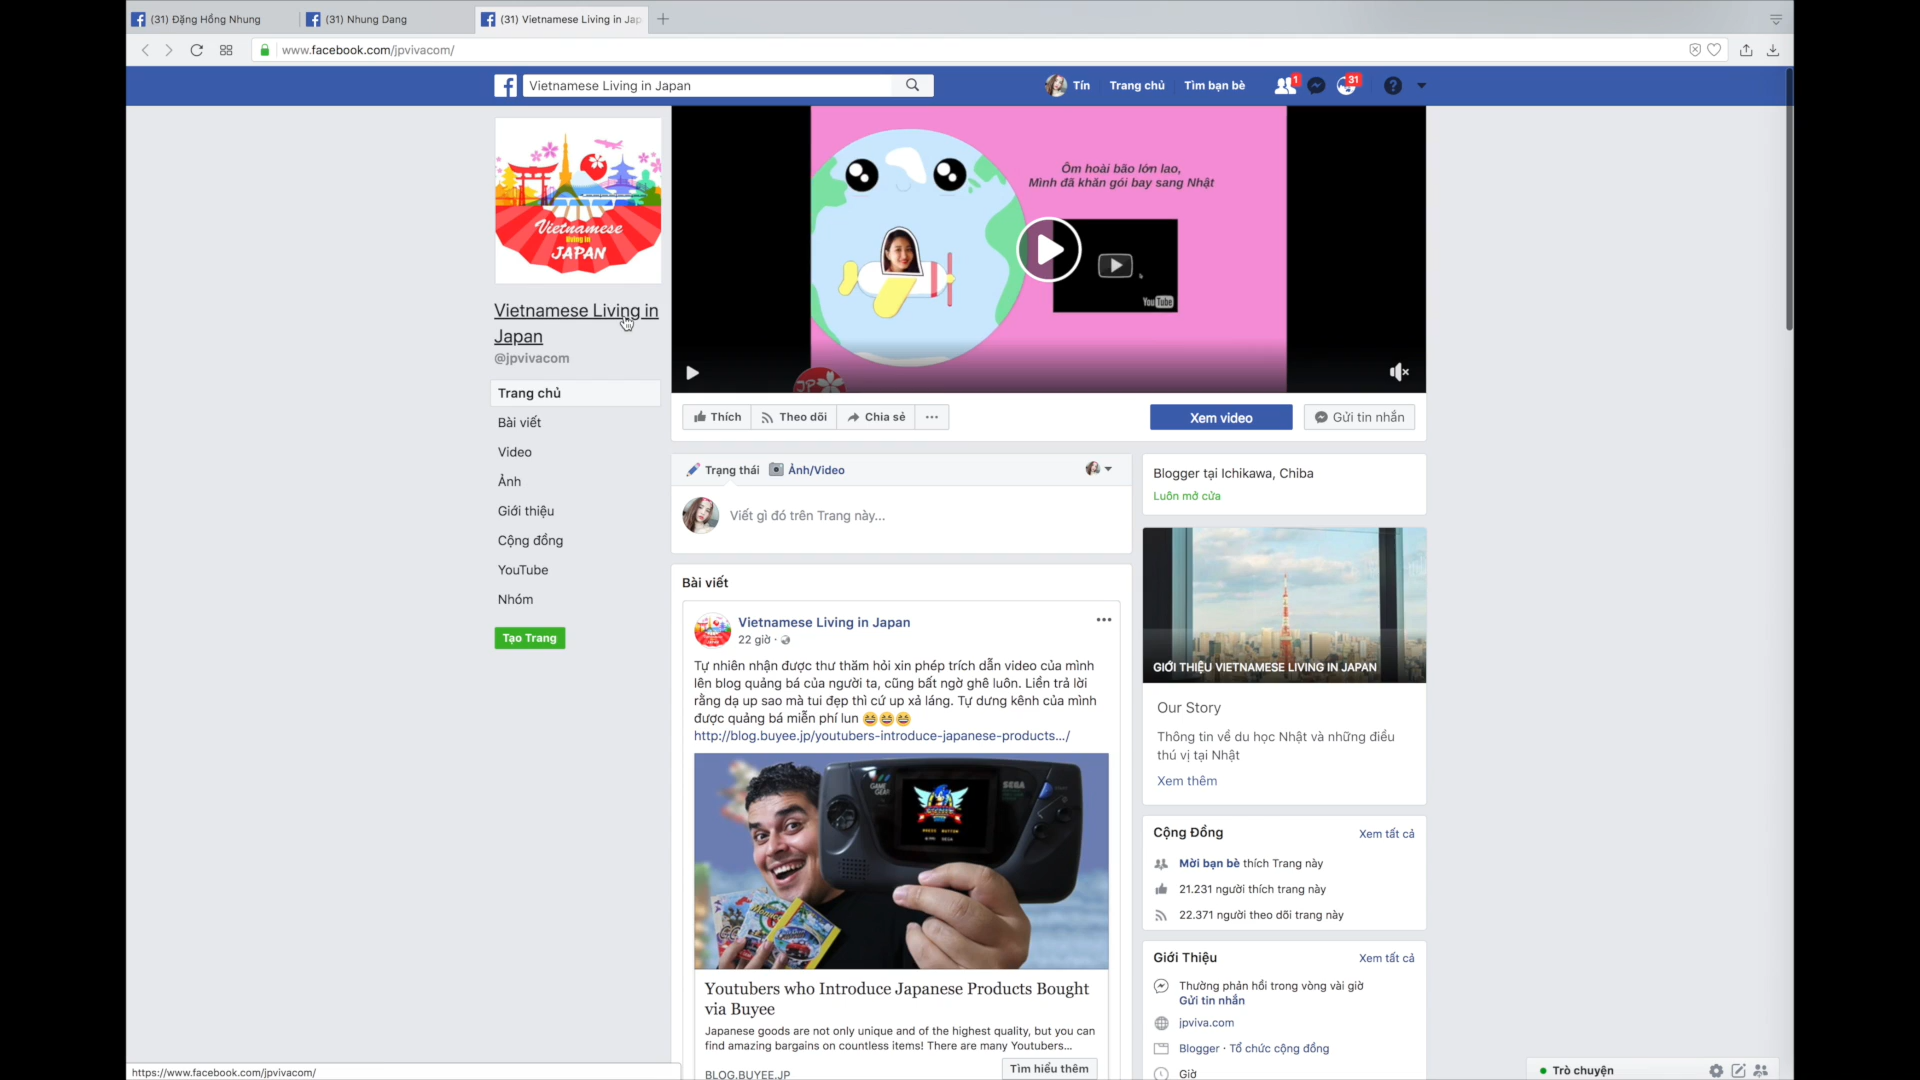 (31) Đặng Hồng Nhung
(31) Nhung Dang
(31) Vietnamese Living in Jap
www.facebook.com/jpvivacom/
Vietnamese Living in Japan
Tín
Trang chủ
Tìm bạn bè
1
31
Vietnamese
living in
JAPAN
Vietnamese Living in
Japan
@jpvivacom
Trang chủ
Bài viết
Video
Ảnh
Giới thiệu
Cộng đồng
YouTube
Nhóm
Tạo Trang
Ôm hoài bão lớn lao,
Mình đã khăn gói bay sang Nhật
YouTube
JP
Thích
Theo dõi
Chia sẻ
Xem video
Gửi tin nhắn
Trạng thái
Ảnh/Video
Viết gì đó trên Trang này...
Bài viết
Vietnamese Living in Japan
22 giờ ·
Tự nhiên nhận được thư thăm hỏi xin phép trích dẫn video của mình
lên blog quảng bá của người ta, cũng bất ngờ ghê luôn. Liền trả lời
rằng dạ up sao mà tui đẹp thì cứ up xả láng. Tự dưng kênh của mình
được quảng bá miễn phí lun 😆😆😆
http://blog.buyee.jp/youtubers-introduce-japanese-products.../
GAME
GEAR
SEGA
Youtubers who Introduce Japanese Products Bought
via Buyee
Japanese goods are not only unique and of the highest quality, but you can
find amazing bargains on countless items! There are many Youtubers...
BLOG.BUYEE.JP
Tìm hiểu thêm
Blogger tại Ichikawa, Chiba
Luôn mở cửa
GIỚI THIỆU VIETNAMESE LIVING IN JAPAN
Our Story
Thông tin về du học Nhật và những điều
thú vị tại Nhật
Xem thêm
Cộng Đồng
Xem tất cả
Mời bạn bè thích Trang này
21.231 người thích trang này
22.371 người theo dõi trang này
Giới Thiệu
Xem tất cả
Thường phản hồi trong vòng vài giờ
Gửi tin nhắn
jpviva.com
Blogger · Tổ chức cộng đồng
Giờ
https://www.facebook.com/jpvivacom/
Trò chuyện